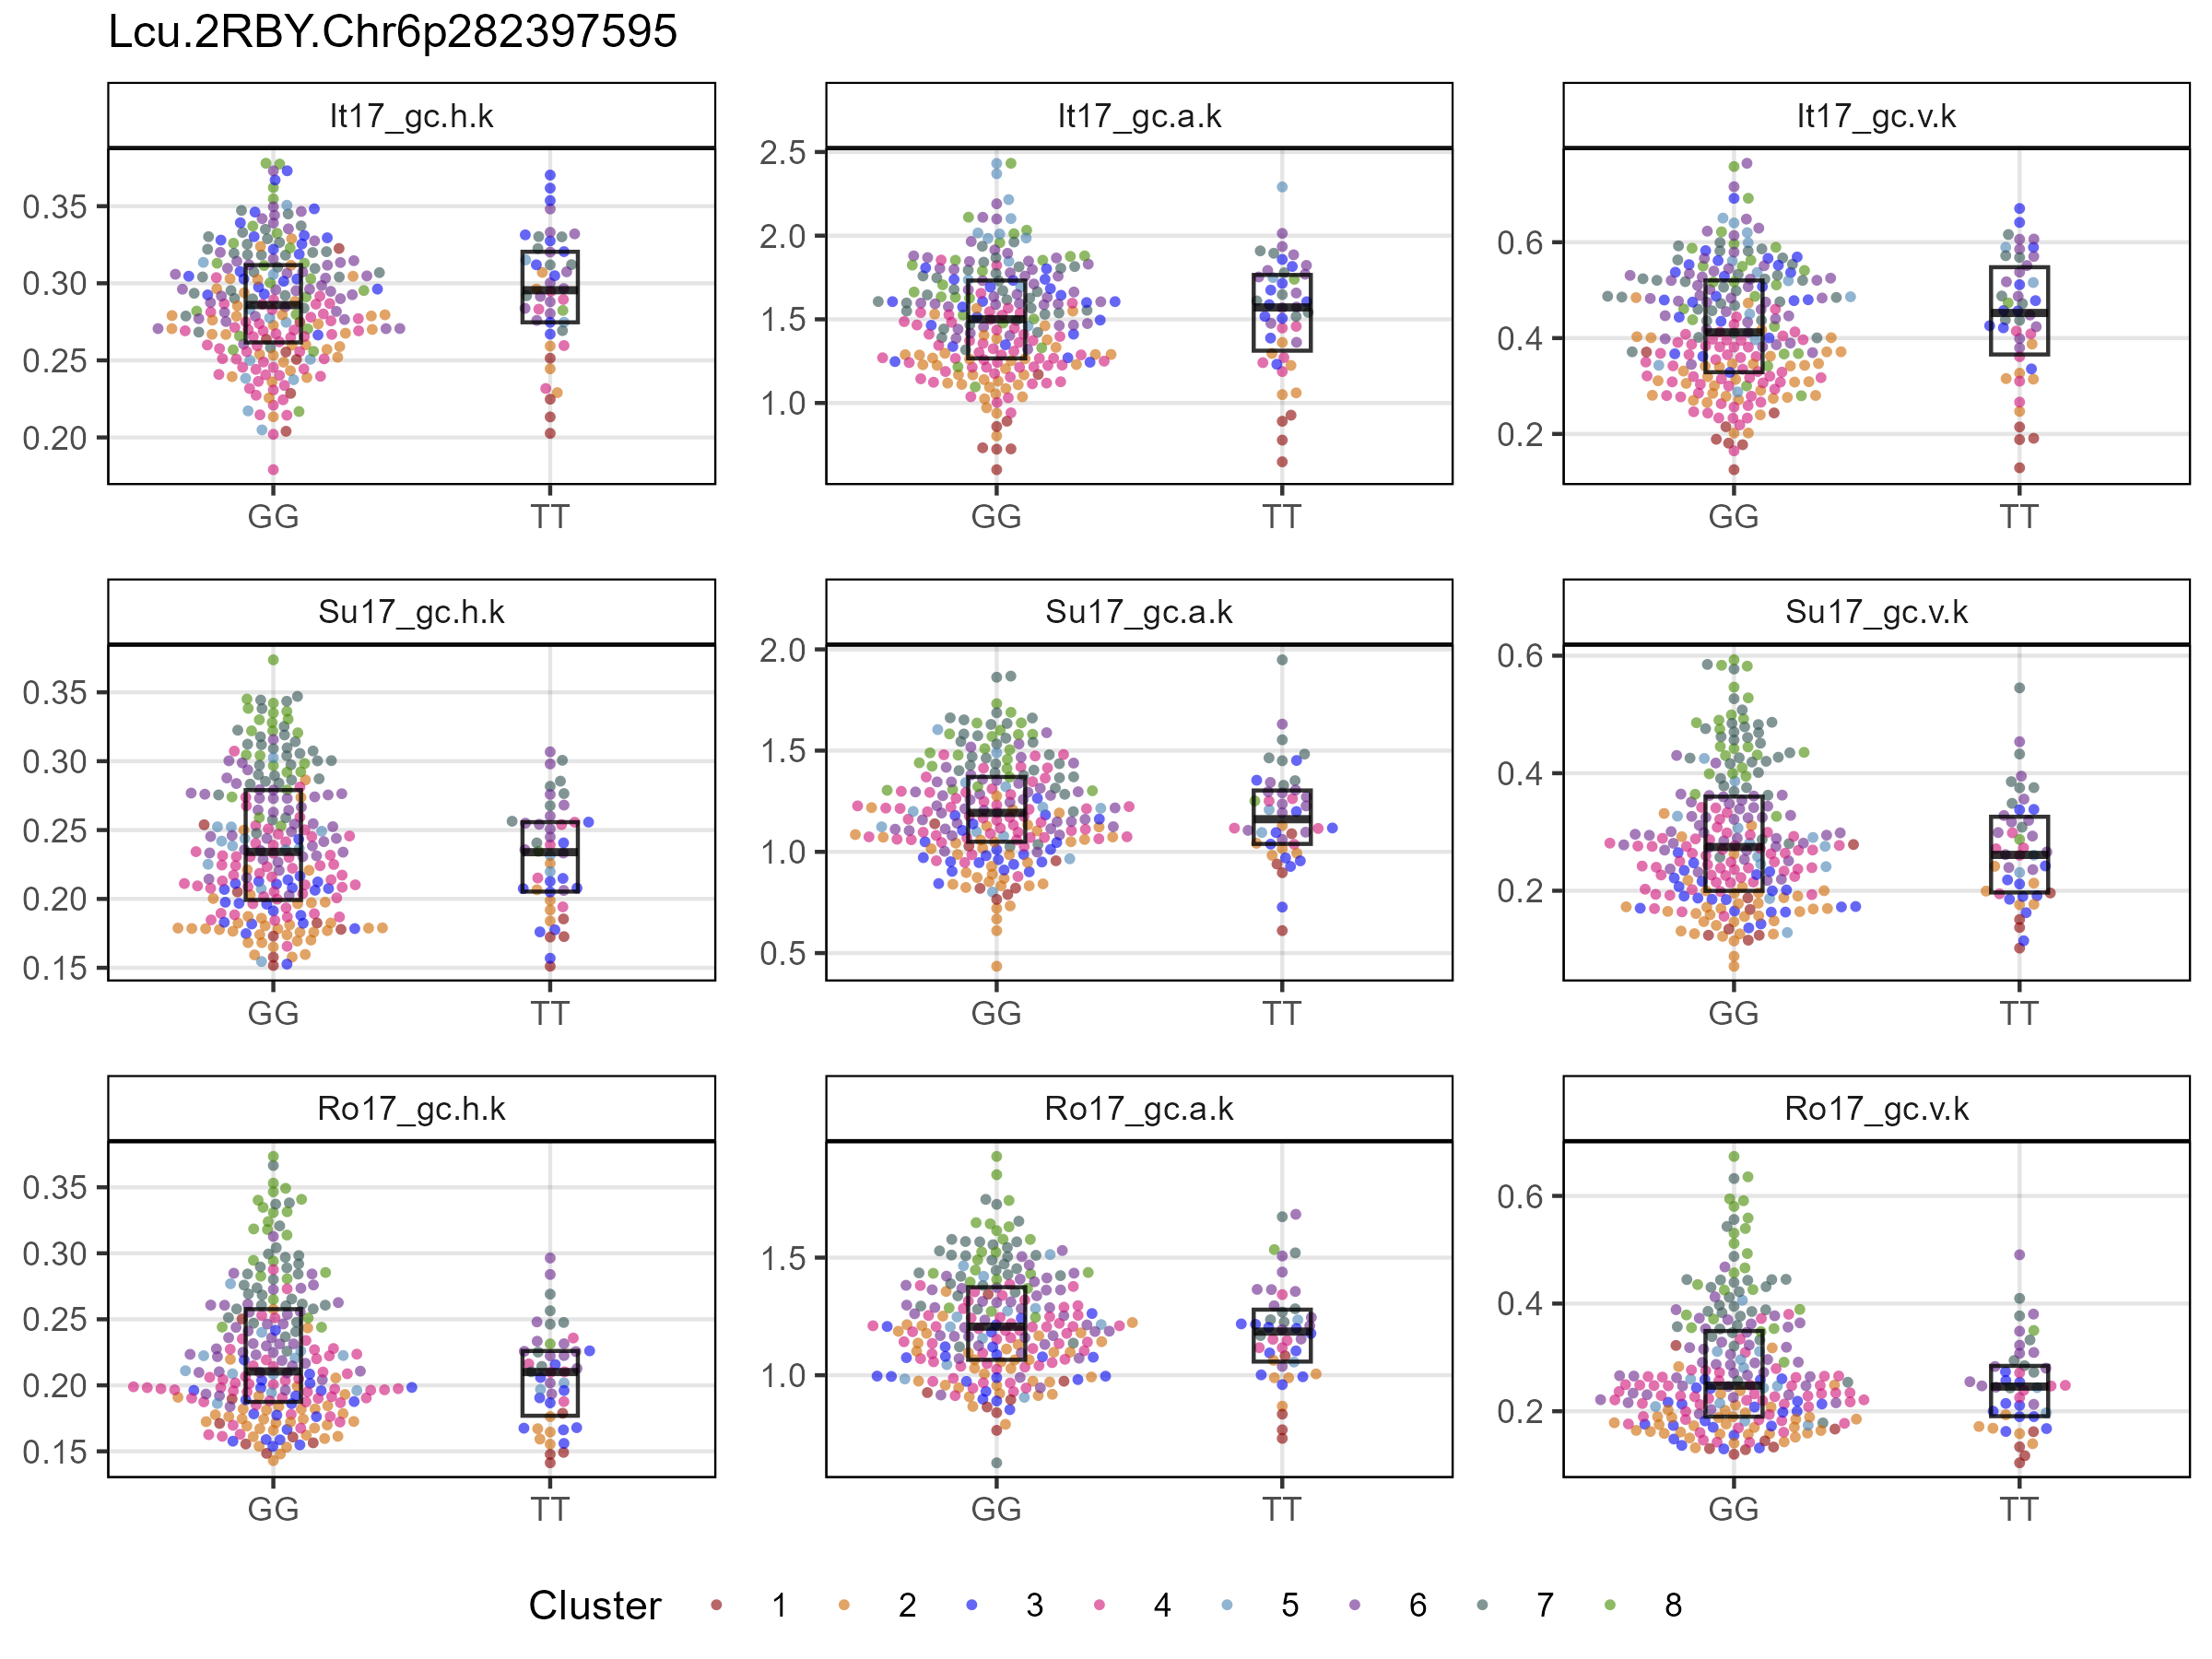 Lcu.2RBY.Chr6p282397595
It17_gc.h.k
It17_gc.a.k
It17_gc.v.k
0.35
0.30
0.25
0.20
2.5
2.0
1.5
1.0
0.6
0.4
0.2
GG TT
GG TT
GG TT
Su17_gc.h.k
Su17_gc.a.k
Su17_gc.v.k
0.35
0.30
0.25
0.20
0.15
2.0
1.5
1.0
0.5
0.6
0.4
0.2
GG TT
GG TT
GG TT
Ro17_gc.h.k
Ro17_gc.a.k
Ro17_gc.v.k
0.35
0.30
0.25
0.20
0.15
1.5
1.0
0.6
0.4
0.2
GG TT
GG TT
GG TT
Cluster 1 2 3 4 5 6 7 8